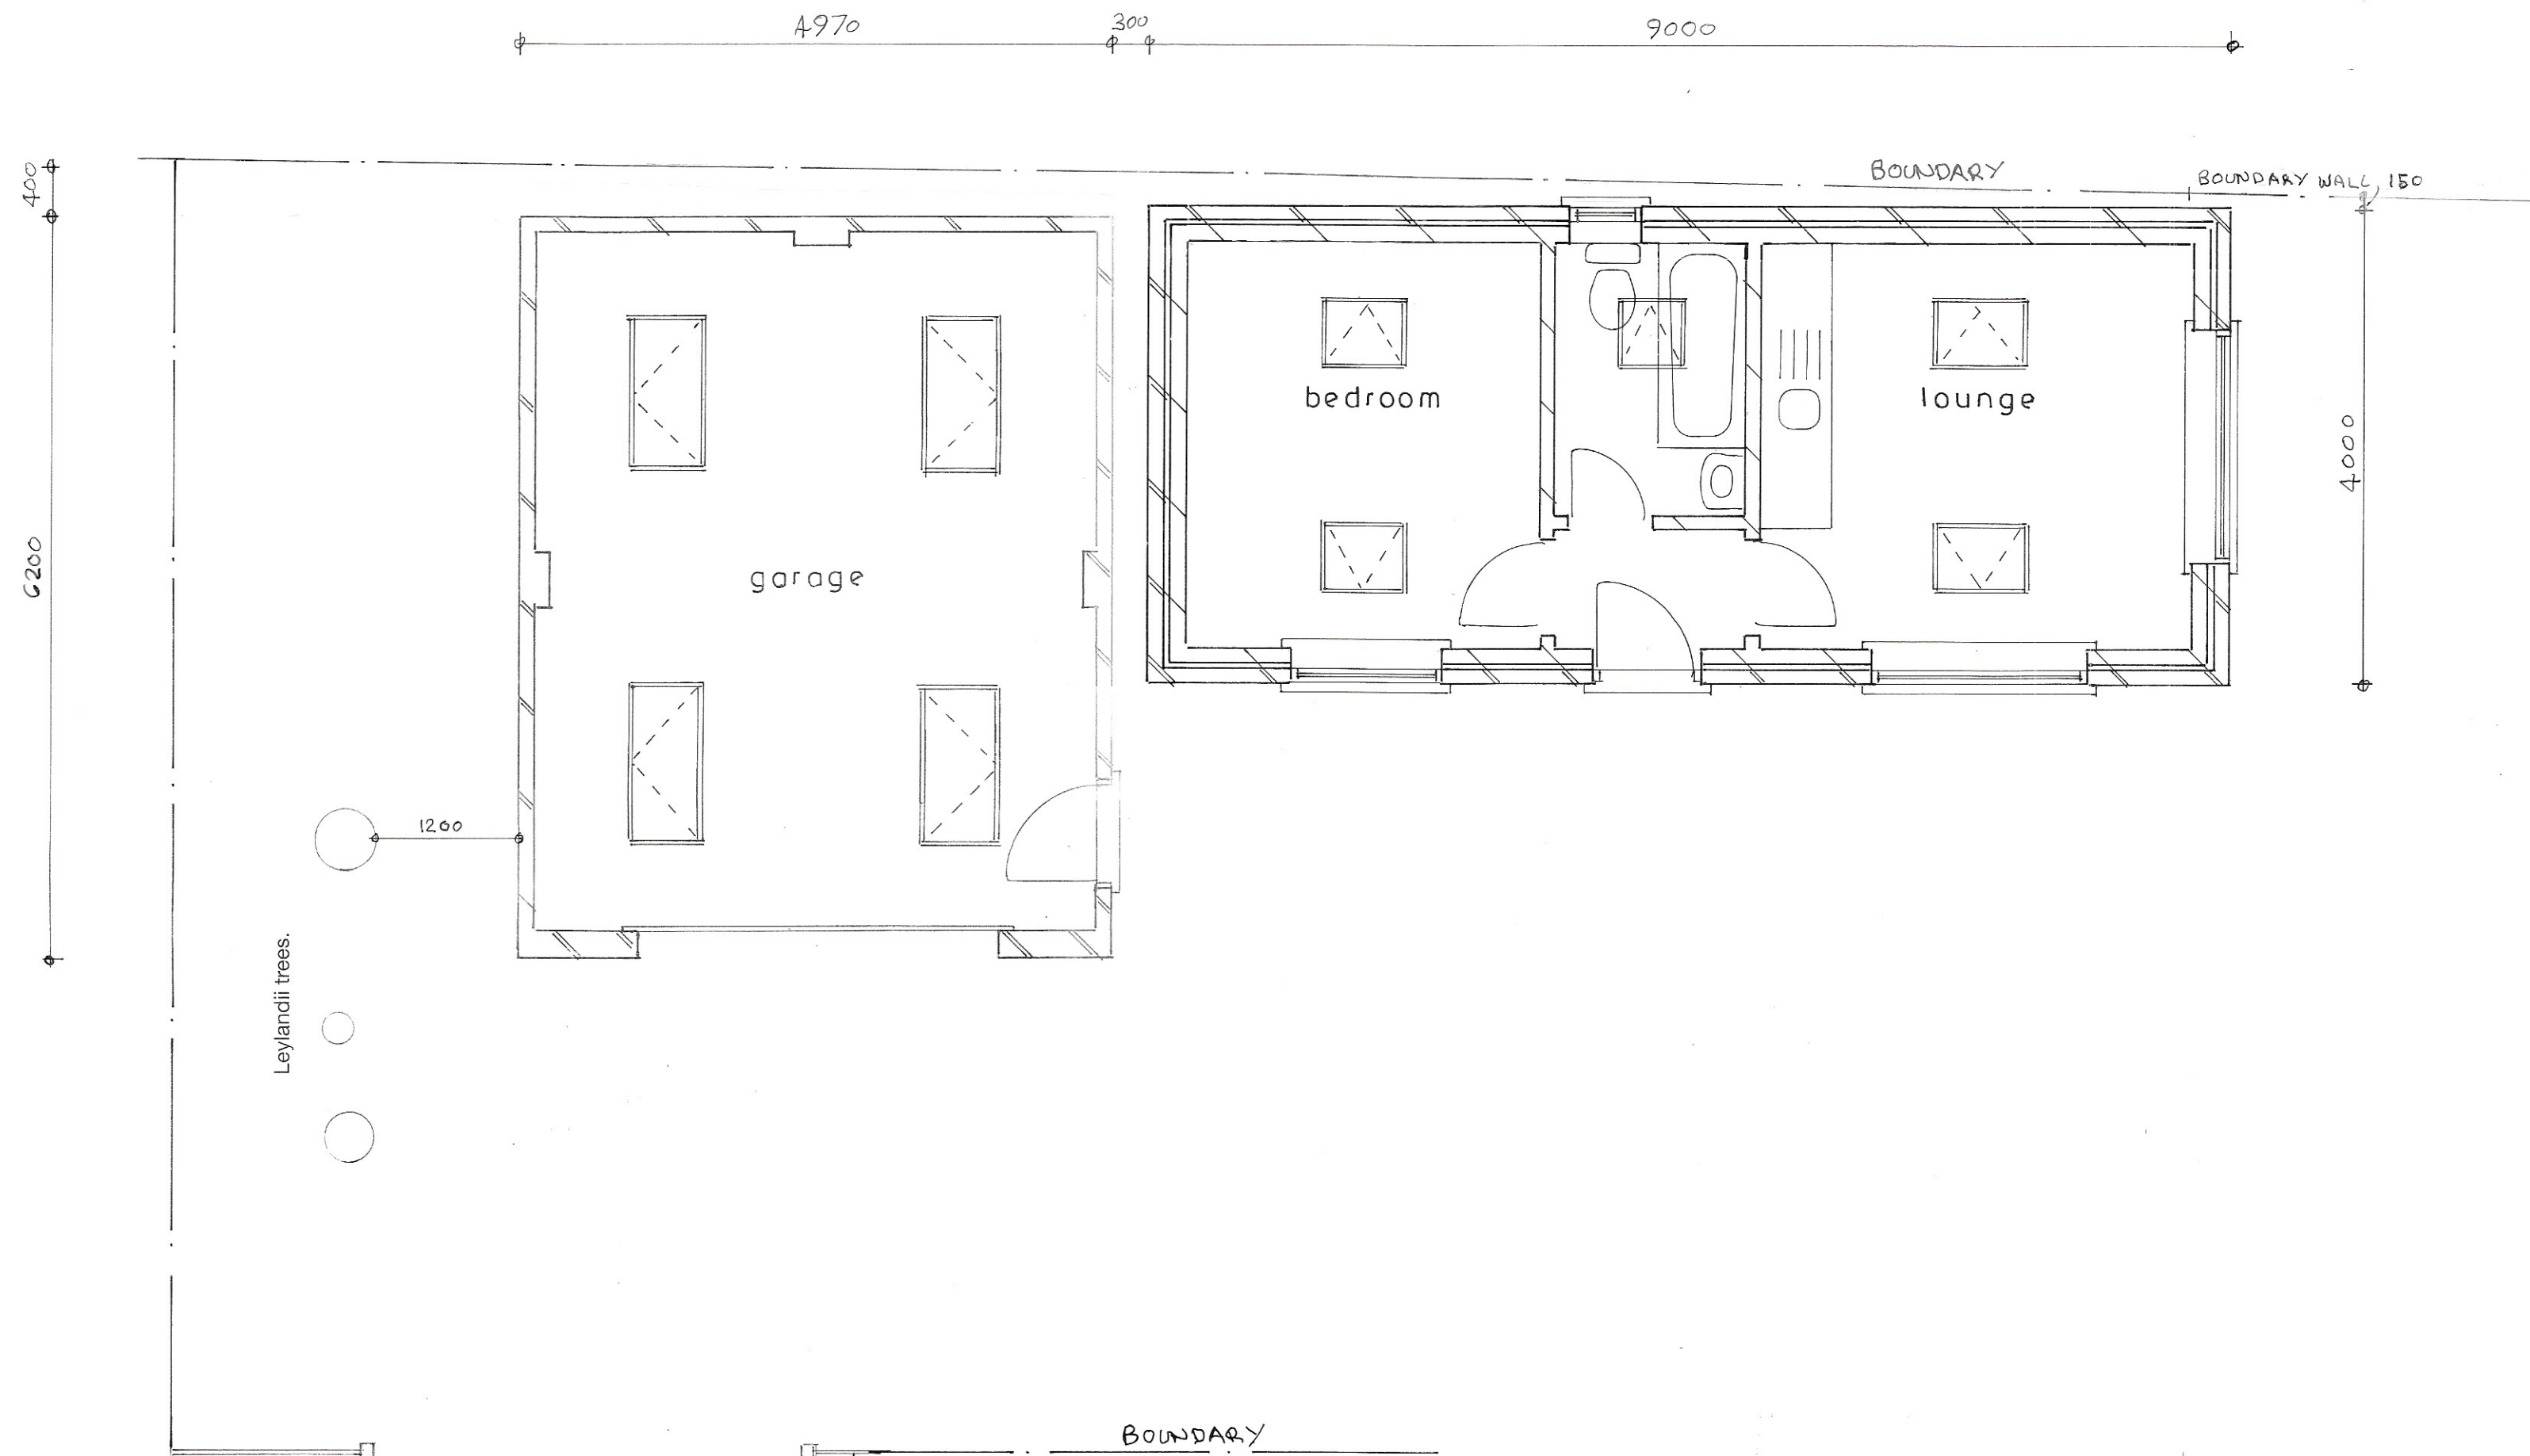 4970 300 9000
400
BOUNDARY
BOUNDARY WALL, 150
bedroom
lounge
4000
6200
garage
1200
Leylandii trees.
BOUNDARY